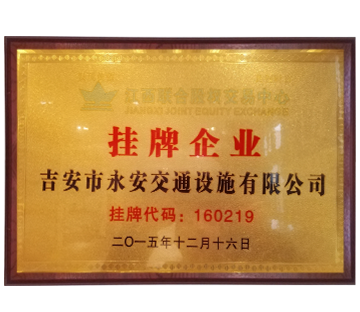 江西联合股权交易中心
JIANGXI JOINT EQUITY EXCHANGE
挂牌企业
吉安市永安交通设施有限公司
挂牌代码：160219
二〇一五年十二月十六日